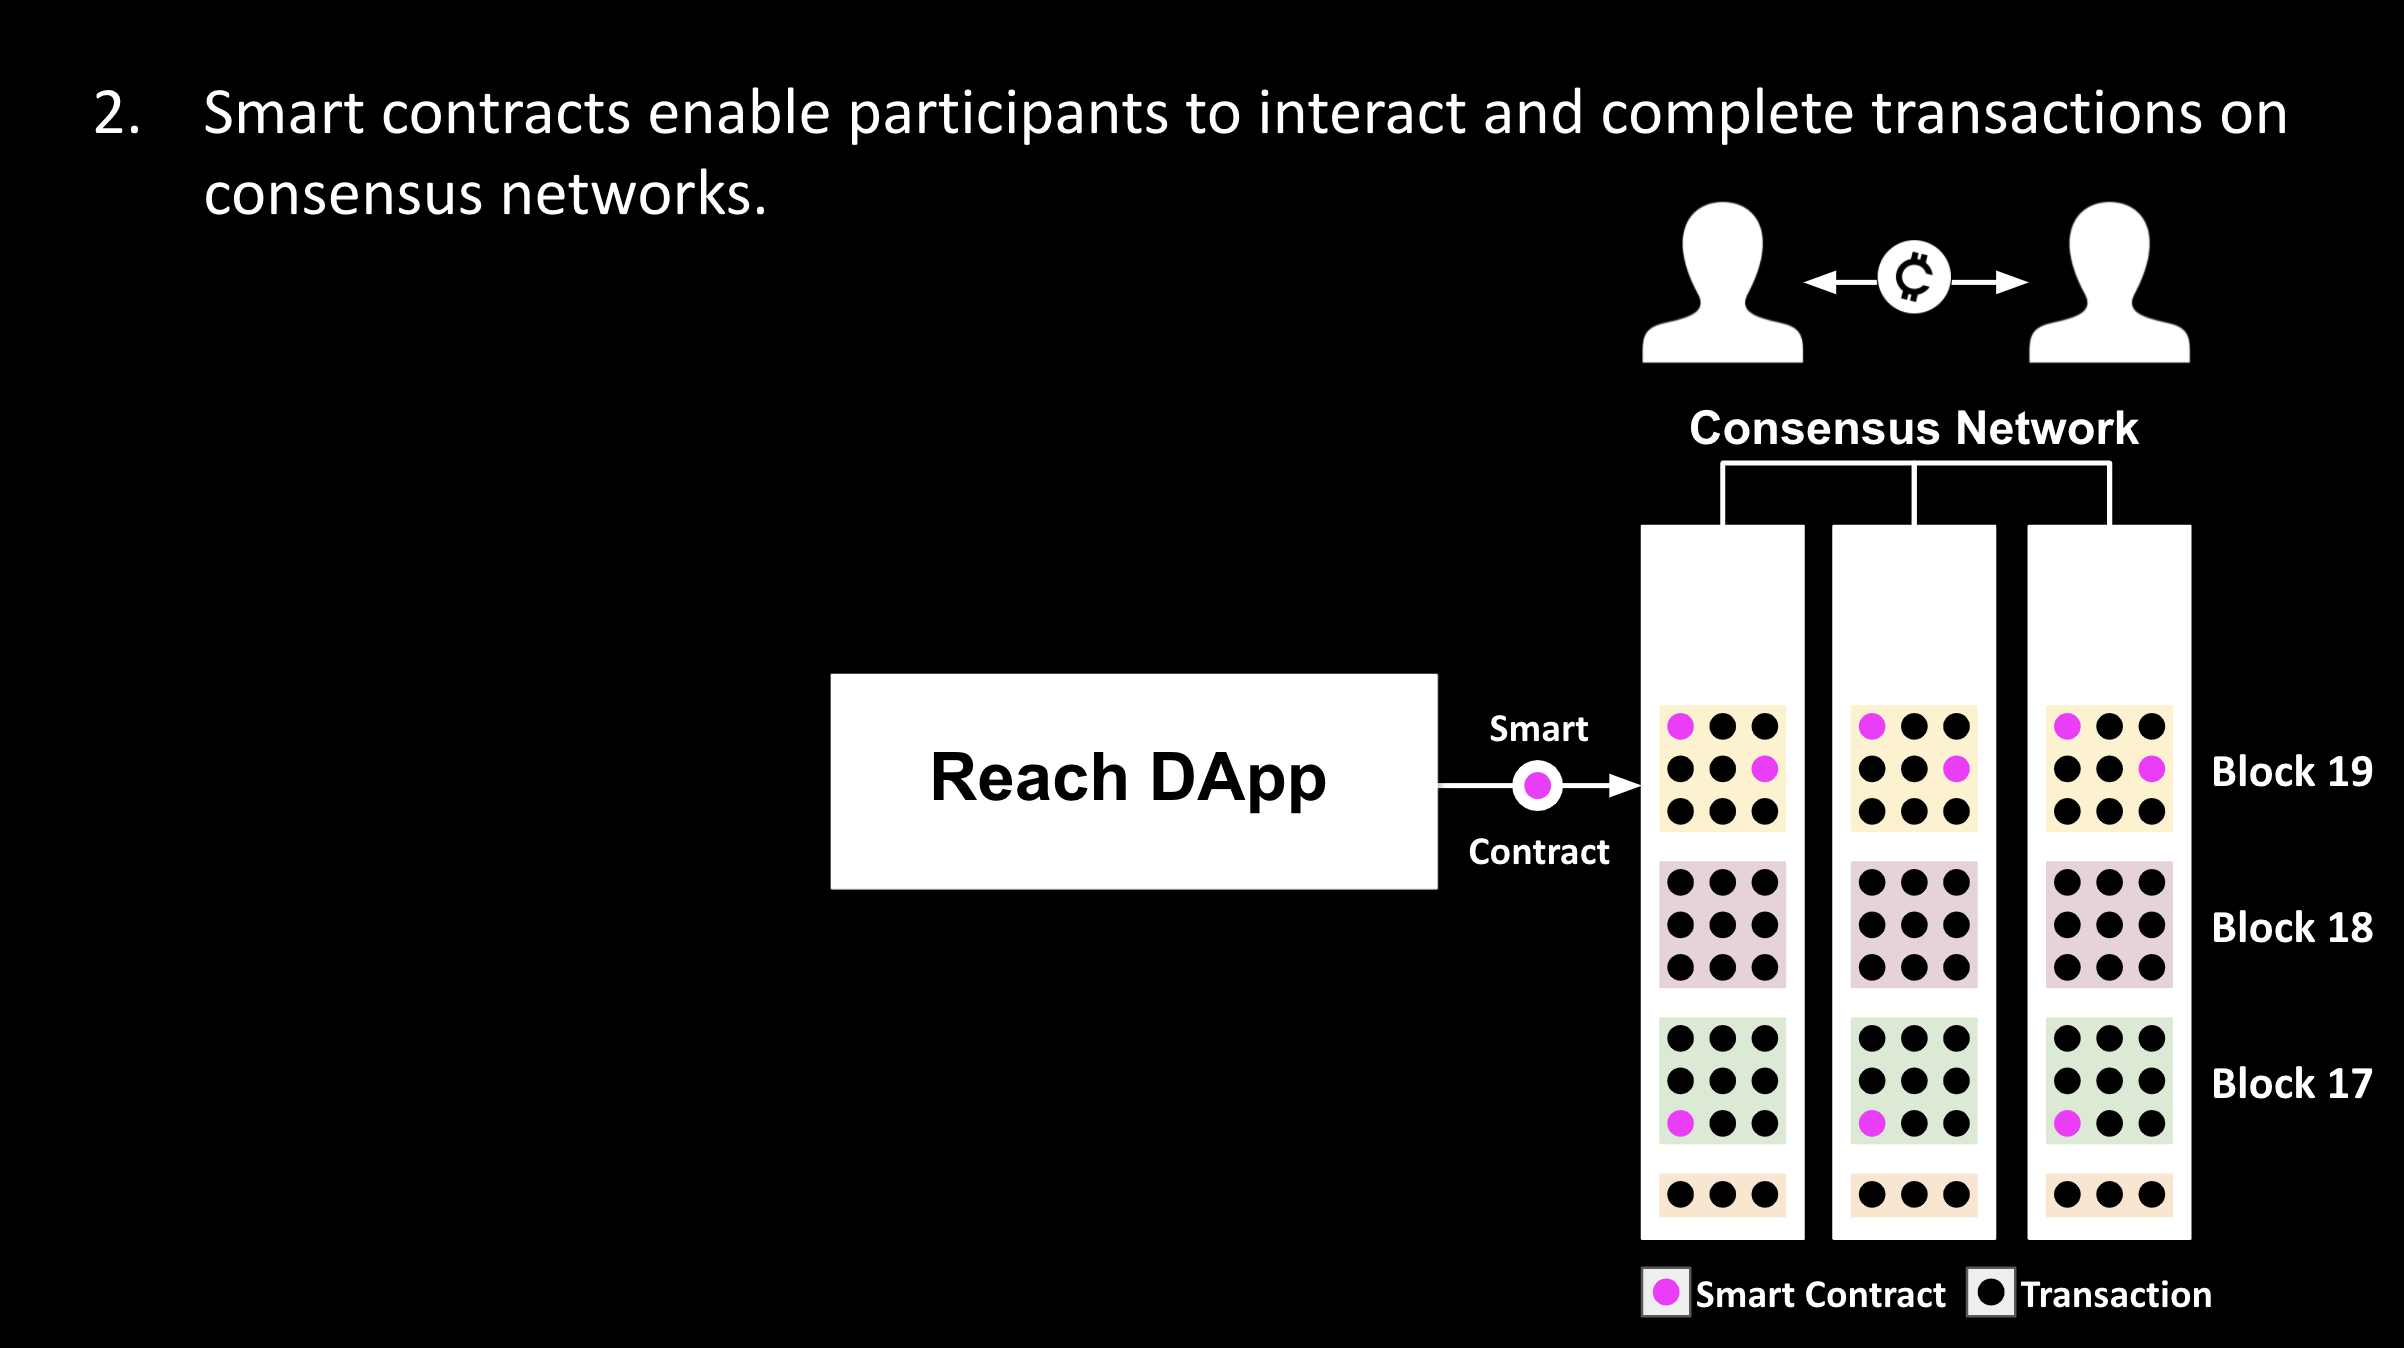 2. Smart contracts enable participants to interact and complete transactions on
consensus networks.
Consensus Network
Reach DApp
Smart
Contract
Block 19
Block 18
Block 17
Smart Contract
Transaction